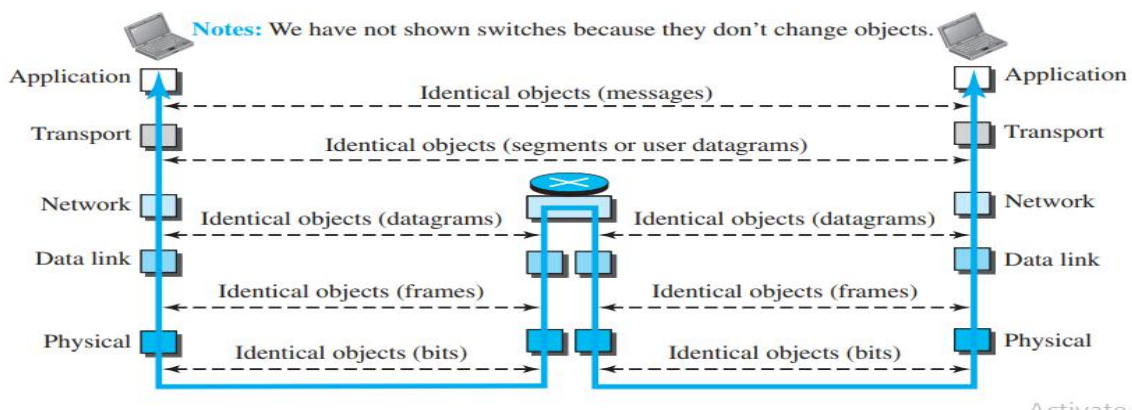 Notes: We have not shown switches because they don't change objects.
Application Application
Identical objects (messages)
Transport Transport
Identical objects (segments or user datagrams)
Network Network
Identical objects (datagrams) Identical objects (datagrams)
Data link Data link
Identical objects (frames) Identical objects (frames)
Physical Physical
Identical objects (bits) Identical objects (bits)